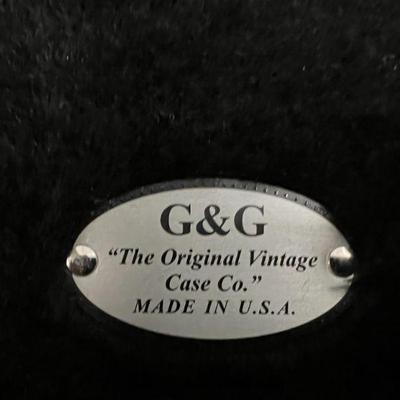 G&G
“The Original Vintage
Case Co.”
MADE IN U.S.A.